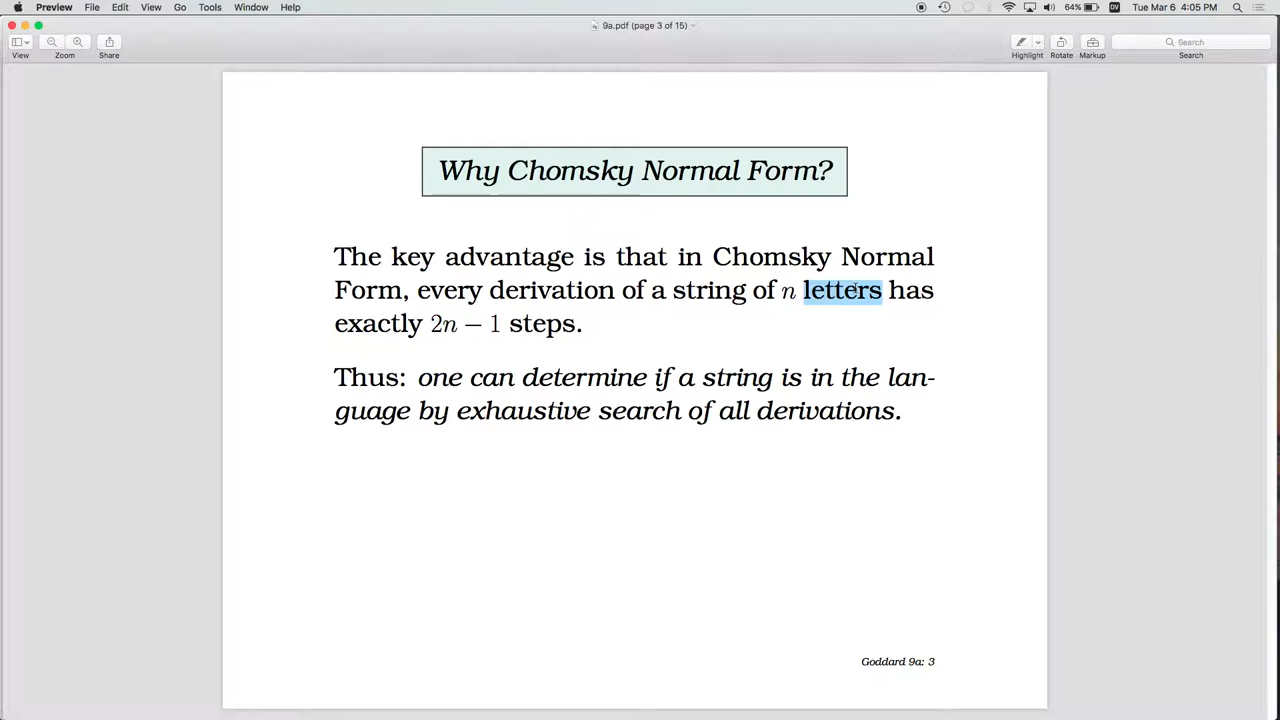 Preview File Edit View Go Tools Window Help 64% DV Tue Mar 6 4:05 PM
9a.pdf (page 3 of 15)
View Zoom Share Highlight Rotate Markup Search
Search
Why Chomsky Normal Form?
The key advantage is that in Chomsky Normal
Form, every derivation of a string of n letters has
exactly 2n − 1 steps.
Thus: one can determine if a string is in the lan-
guage by exhaustive search of all derivations.
Goddard 9a: 3